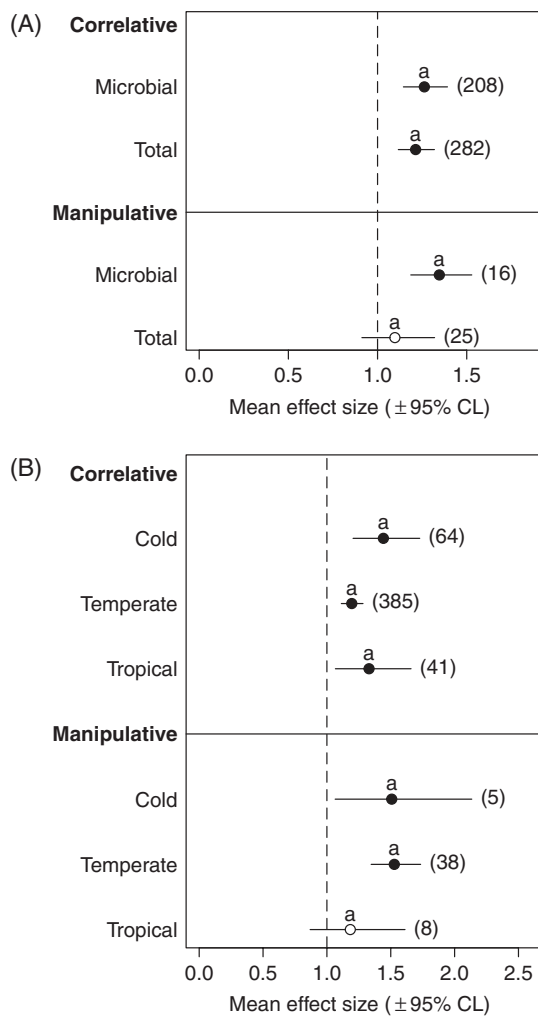 (A)
Correlative
Microbial a (208)
Total a (282)
Manipulative
Microbial a (16)
Total a (25)
0.0 0.5 1.0 1.5
Mean effect size (±95% CL)
(B)
Correlative
Cold a (64)
Temperate a (385)
Tropical a (41)
Manipulative
Cold a (5)
Temperate a (38)
Tropical a (8)
0.0 0.5 1.0 1.5 2.0 2.5
Mean effect size (±95% CL)